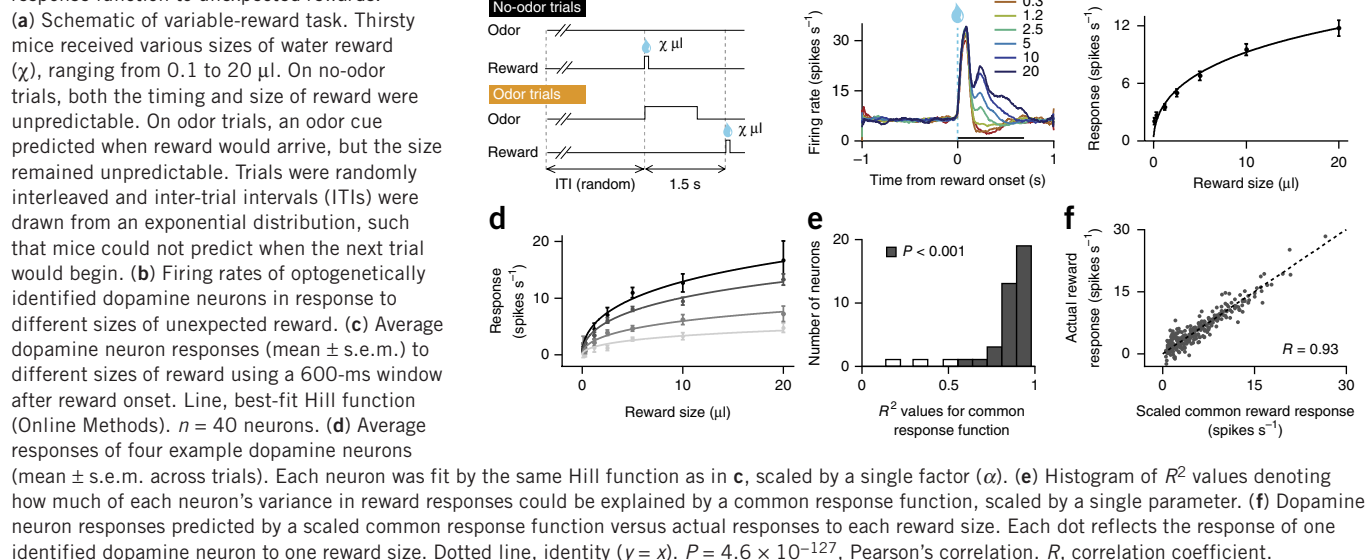 response function to unexpected rewards.
(a) Schematic of variable-reward task. Thirsty
mice received various sizes of water reward
(χ), ranging from 0.1 to 20 μl. On no-odor
trials, both the timing and size of reward were
unpredictable. On odor trials, an odor cue
predicted when reward would arrive, but the size
remained unpredictable. Trials were randomly
interleaved and inter-trial intervals (ITIs) were
drawn from an exponential distribution, such
that mice could not predict when the next trial
would begin. (b) Firing rates of optogenetically
identified dopamine neurons in response to
different sizes of unexpected reward. (c) Average
dopamine neuron responses (mean ± s.e.m.) to
different sizes of reward using a 600-ms window
after reward onset. Line, best-fit Hill function
(Online Methods). n = 40 neurons. (d) Average
responses of four example dopamine neurons
(mean ± s.e.m. across trials). Each neuron was fit by the same Hill function as in c, scaled by a single factor (α). (e) Histogram of R² values denoting
how much of each neuron's variance in reward responses could be explained by a common response function, scaled by a single parameter. (f) Dopamine
neuron responses predicted by a scaled common response function versus actual responses to each reward size. Each dot reflects the response of one
identified dopamine neuron to one reward size. Dotted line, identity (y = x). P = 4.6 × 10⁻¹²⁷, Pearson's correlation. R, correlation coefficient.
No-odor trials
Odor
χ μl
Reward
Odor trials
Odor
χ μl
Reward
ITI (random)
1.5 s
Firing rate (spikes s⁻¹)
30
15
0
−1
0
1
Time from reward onset (s)
0.3
1.2
2.5
5
10
20
Response (spikes s⁻¹)
12
6
0
0
10
20
Reward size (μl)
d
Response
(spikes s⁻¹)
20
10
0
0
10
20
Reward size (μl)
e
Number of neurons
20
10
0
P < 0.001
0
0.5
1
R² values for common
response function
f
Actual reward
response (spikes s⁻¹)
30
15
0
R = 0.93
0
15
30
Scaled common reward response
(spikes s⁻¹)